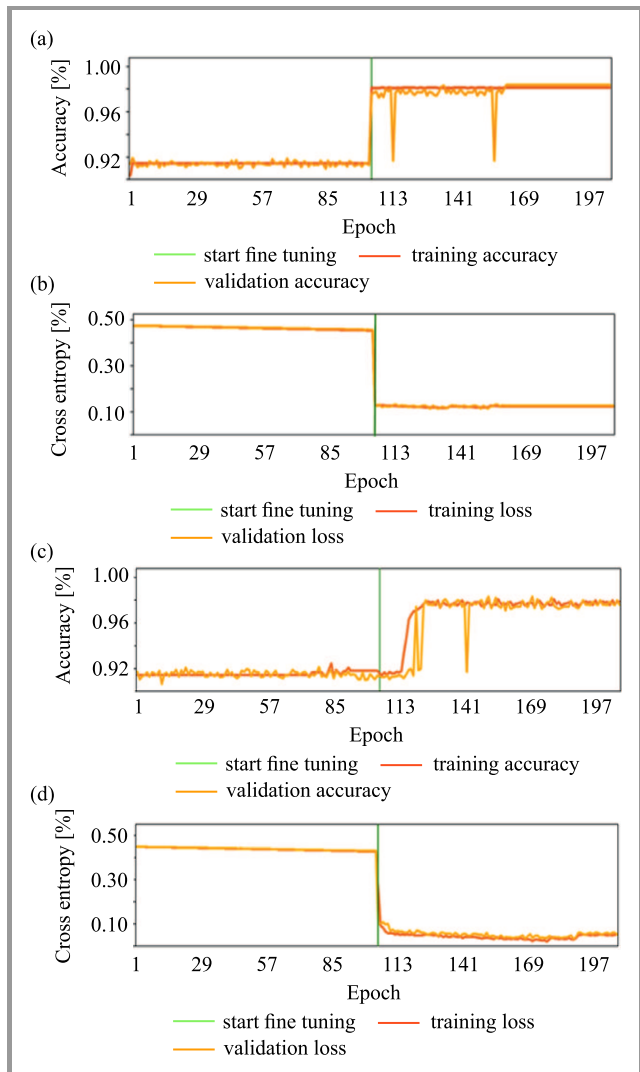 (a)
Accuracy [%]
1.00
0.96
0.92
1 29 57 85 113 141 169 197
Epoch
start fine tuning training accuracy
validation accuracy
(b)
Cross entropy [%]
0.50
0.30
0.10
1 29 57 85 113 141 169 197
Epoch
start fine tuning training loss
validation loss
(c)
Accuracy [%]
1.00
0.96
0.92
1 29 57 85 113 141 169 197
Epoch
start fine tuning training accuracy
validation accuracy
(d)
Cross entropy [%]
0.50
0.30
0.10
1 29 57 85 113 141 169 197
Epoch
start fine tuning training loss
validation loss